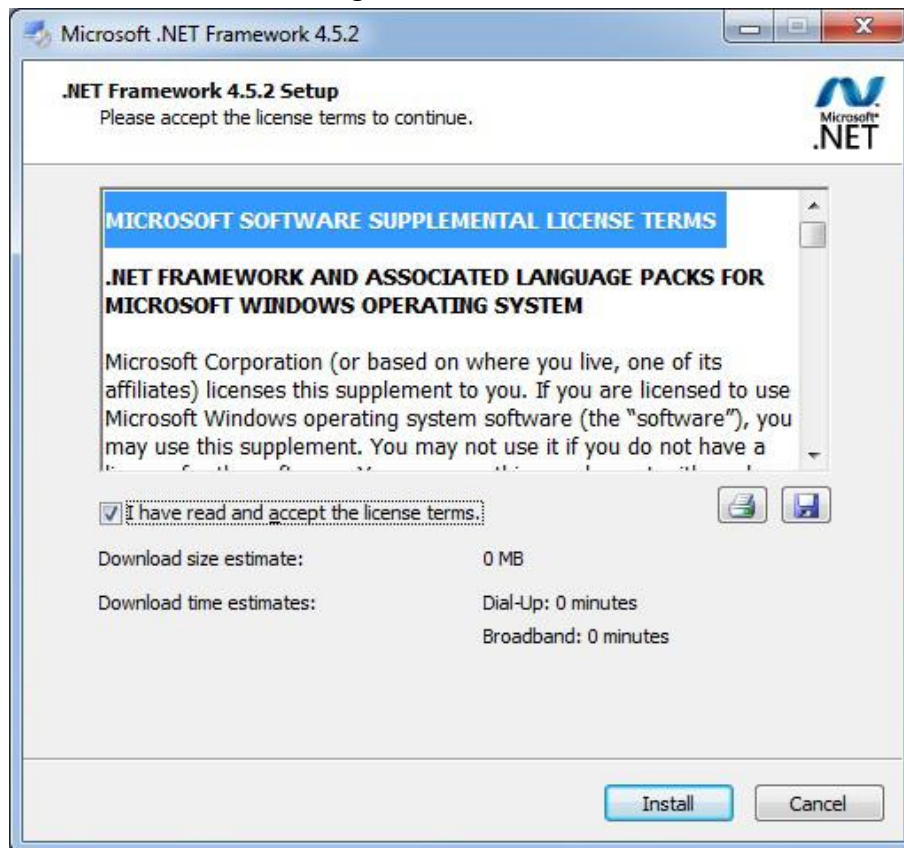 Microsoft .NET Framework 4.5.2
.NET Framework 4.5.2 Setup
Please accept the license terms to continue.
Microsoft
.NET
MICROSOFT SOFTWARE SUPPLEMENTAL LICENSE TERMS
.NET FRAMEWORK AND ASSOCIATED LANGUAGE PACKS FOR
MICROSOFT WINDOWS OPERATING SYSTEM
Microsoft Corporation (or based on where you live, one of its
affiliates) licenses this supplement to you. If you are licensed to use
Microsoft Windows operating system software (the “software”), you
may use this supplement. You may not use it if you do not have a
I have read and accept the license terms.
Download size estimate: 0 MB
Download time estimates: Dial-Up: 0 minutes
Broadband: 0 minutes
Install Cancel